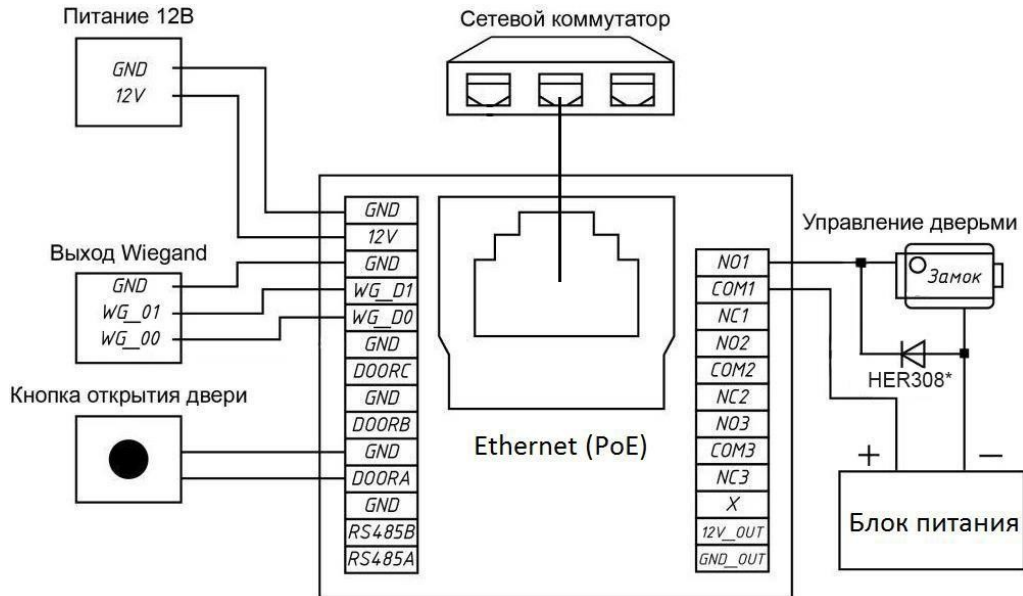 Питание 12В
GND
12V
Сетевой коммутатор
Выход Wiegand
GND
WG_01
WG_00
Кнопка открытия двери
GND
12V
GND
WG_D1
WG_D0
GND
DOORC
GND
DOORB
GND
DOORA
GND
RS485B
RS485A
Ethernet (PoE)
NO1
COM1
NC1
NO2
COM2
NC2
NO3
COM3
NC3
X
12V_OUT
GND_OUT
Управление дверьми
Замок
HER308*
+ −
Блок питания